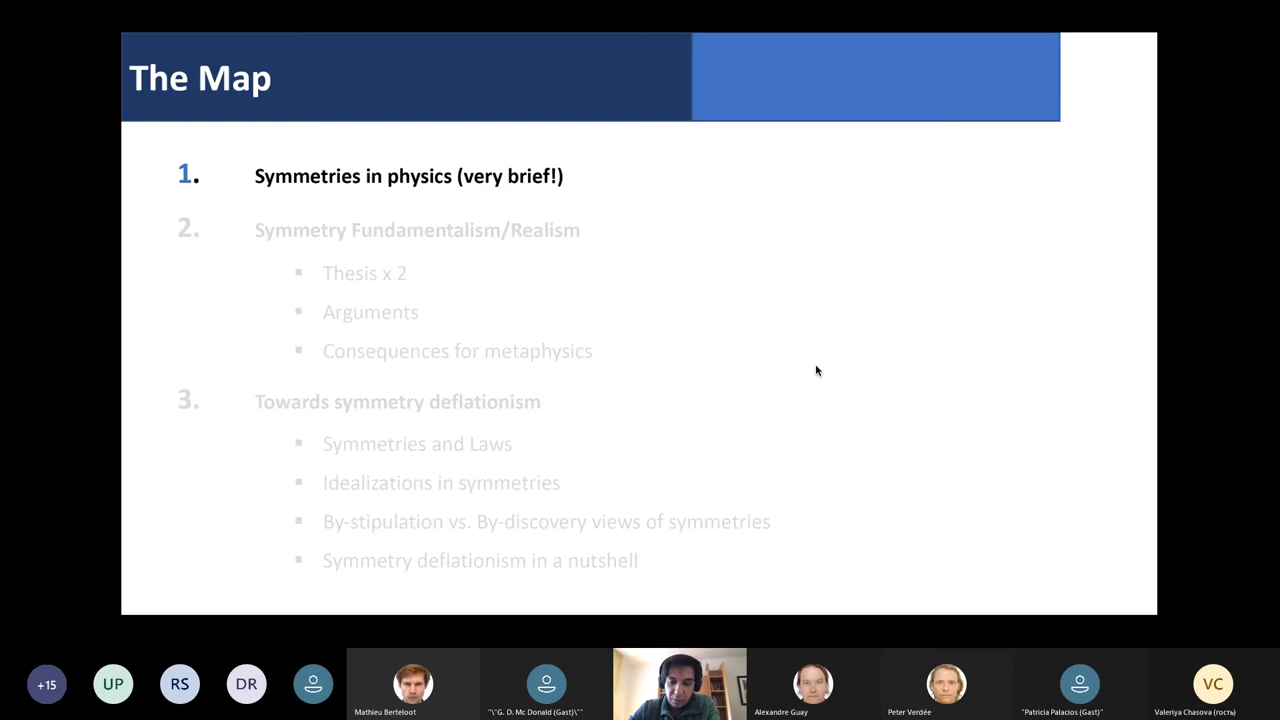 The Map
1. Symmetries in physics (very brief!)
2. Symmetry Fundamentalism/Realism
▪ Thesis x 2
▪ Arguments
▪ Consequences for metaphysics
3. Towards symmetry deflationism
▪ Symmetries and Laws
▪ Idealizations in symmetries
▪ By-stipulation vs. By-discovery views of symmetries
▪ Symmetry deflationism in a nutshell
+15
UP
RS
DR
VC
Mathieu Berteloot
"\"G. D. Mc Donald (Gast)\""
Alexandre Guay
Peter Verdée
"Patricia Palacios (Gast)"
Valeriya Chasova (гость)